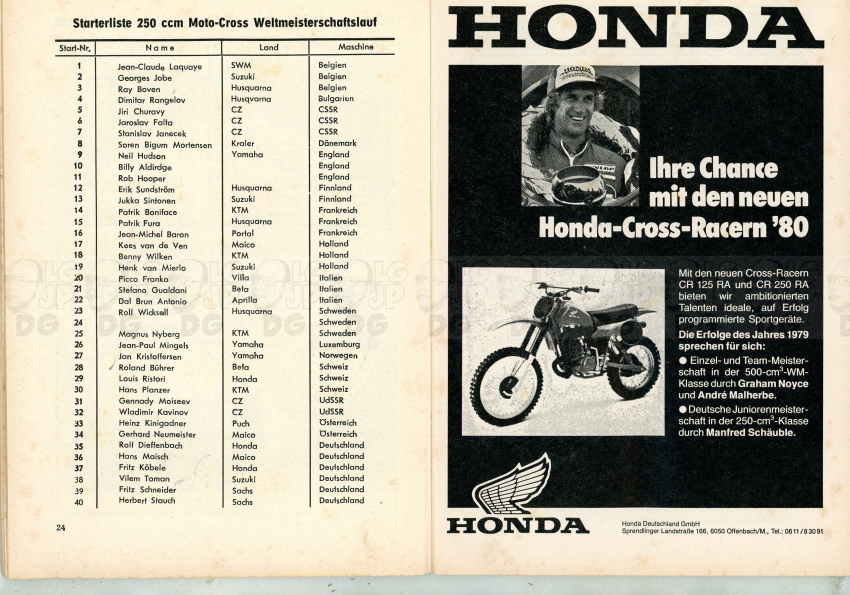 Starterliste 250 ccm Moto-Cross Weltmeisterschaftslauf
Start-Nr. Name Land Maschine
1 Jean-Claude Laquaye SWM Belgien
2 Georges Jobe Suzuki Belgien
3 Ray Boven Husqvarna Belgien
4 Dimitar Rangelov Husqvarna Bulgarien
5 Jiri Churavy CZ CSSR
6 Jaroslav Falta CZ CSSR
7 Stanislav Janecek CZ CSSR
8 Soren Bigum Mortensen Kraler Dänemark
9 Neil Hudson Yamaha England
10 Billy Aldirdge England
11 Rob Hooper England
12 Erik Sundström Husquarna Finnland
13 Jukka Sintonen Suzuki Finnland
14 Patrik Boniface KTM Frankreich
15 Patrik Fura Husquarna Frankreich
16 Jean-Michel Baron Portal Frankreich
17 Kees van de Ven Maico Holland
18 Benny Wilken KTM Holland
19 Henk van Mierlo Suzuki Holland
20 Picco Franko Villa Italien
21 Stefano Gualdani Beta Italien
22 Dal Brun Antonio Aprilla Italien
23 Rolf Widksell Husquarna Schweden
24 Schweden
25 Magnus Nyberg KTM Schweden
26 Jean-Paul Mingels Yamaha Luxemburg
27 Jan Kristoffersen Yamaha Norwegen
28 Roland Bührer Beta Schweiz
29 Louis Ristori Honda Schweiz
30 Hans Planzer KTM Schweiz
31 Gennady Moiseev CZ UdSSR
32 Wladimir Kavinov CZ UdSSR
33 Heinz Kinigadner Puch Österreich
34 Gerhard Neumeister Maico Österreich
35 Rolf Dieffenbach Honda Deutschland
36 Hans Maisch Maico Deutschland
37 Fritz Köbele Honda Deutschland
38 Vilem Toman Suzuki Deutschland
39 Fritz Schneider Sachs Deutschland
40 Herbert Stauch Sachs Deutschland
24
HONDA
HONDA
DUNLOP
Ihre Chance
mit den neuen
Honda-Cross-Racern '80
Mit den neuen Cross-Racern
CR 125 RA und CR 250 RA
bieten wir ambitionierten
Talenten ideale, auf Erfolg
programmierte Sportgeräte.
Die Erfolge des Jahres 1979
sprechen für sich:
● Einzel- und Team-Meister-
schaft in der 500-cm³-WM-
Klasse durch Graham Noyce
und André Malherbe.
● Deutsche Juniorenmeister-
schaft in der 250-cm³-Klasse
durch Manfred Schäuble.
HONDA
Honda Deutschland GmbH
Sprendlinger Landstraße 166, 6050 Offenbach/M., Tel.: 06 11 / 8 30 91